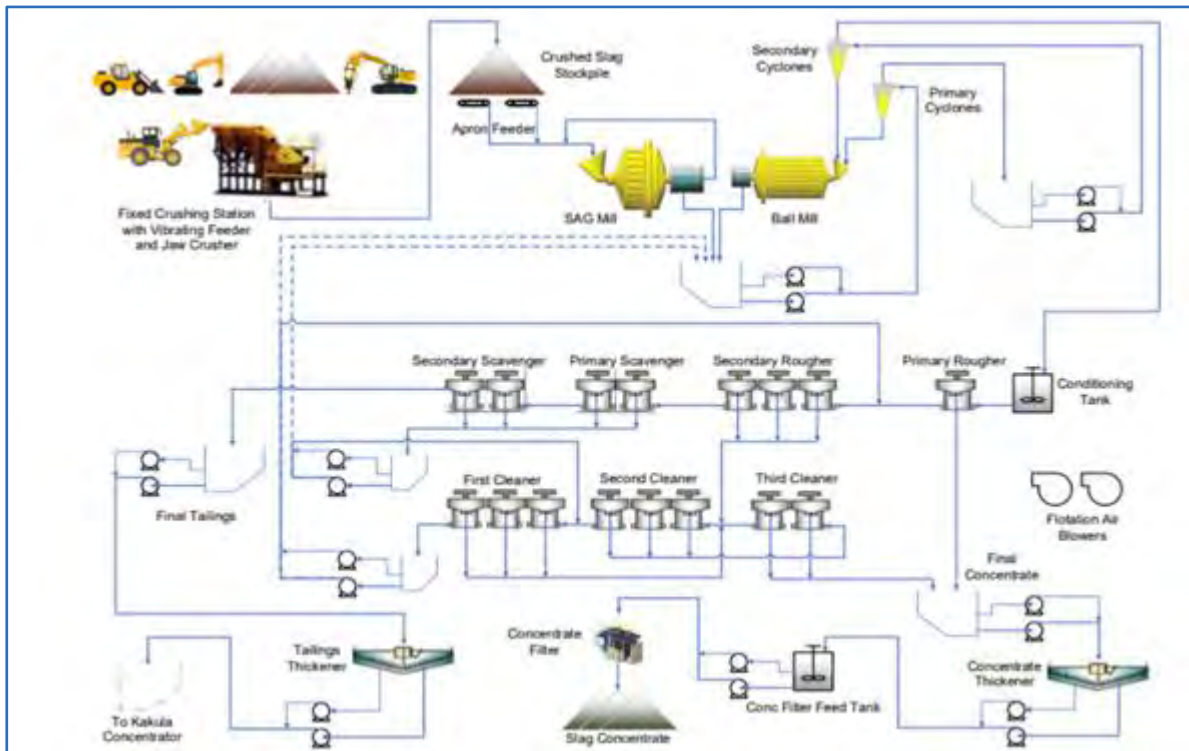 Crushed Slag
Stockpile
Secondary
Cyclones
Primary
Cyclones
Apron Feeder
Fixed Crushing Station
with Vibrating Feeder
and Jaw Crusher
SAG Mill
Ball Mill
Secondary Scavenger
Primary Scavenger
Secondary Rougher
Primary Rougher
Conditioning
Tank
First Cleaner
Second Cleaner
Third Cleaner
Final Tailings
Flotation Air
Blowers
Final
Concentrate
Tailings
Thickener
Concentrate
Filter
Concentrate
Thickener
To Kakula
Concentrator
Conc Filter Feed Tank
Slag Concentrate